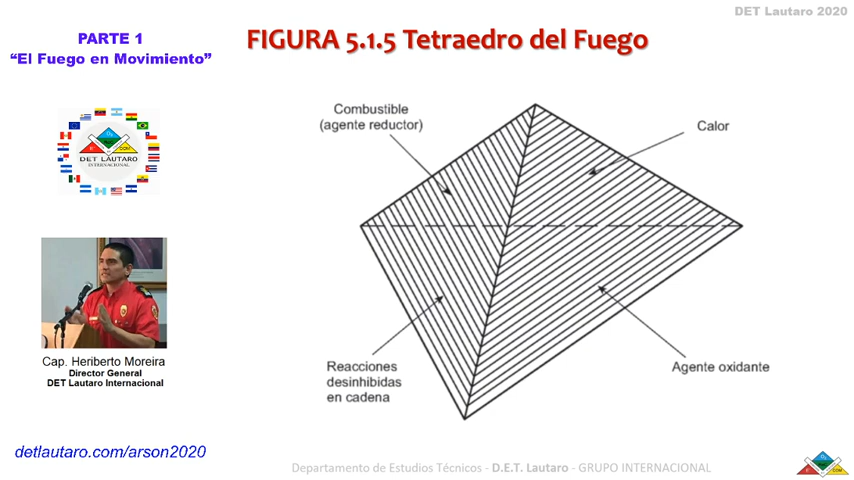 DET Lautaro 2020
PARTE 1
“El Fuego en Movimiento”
FIGURA 5.1.5 Tetraedro del Fuego
DET LAUTARO
INTERNACIONAL
Combustible
(agente reductor)
Calor
Reacciones
desinhibidas
en cadena
Agente oxidante
Cap. Heriberto Moreira
Director General
DET Lautaro Internacional
detlautaro.com/arson2020
Departamento de Estudios Técnicos - D.E.T. Lautaro - GRUPO INTERNACIONAL